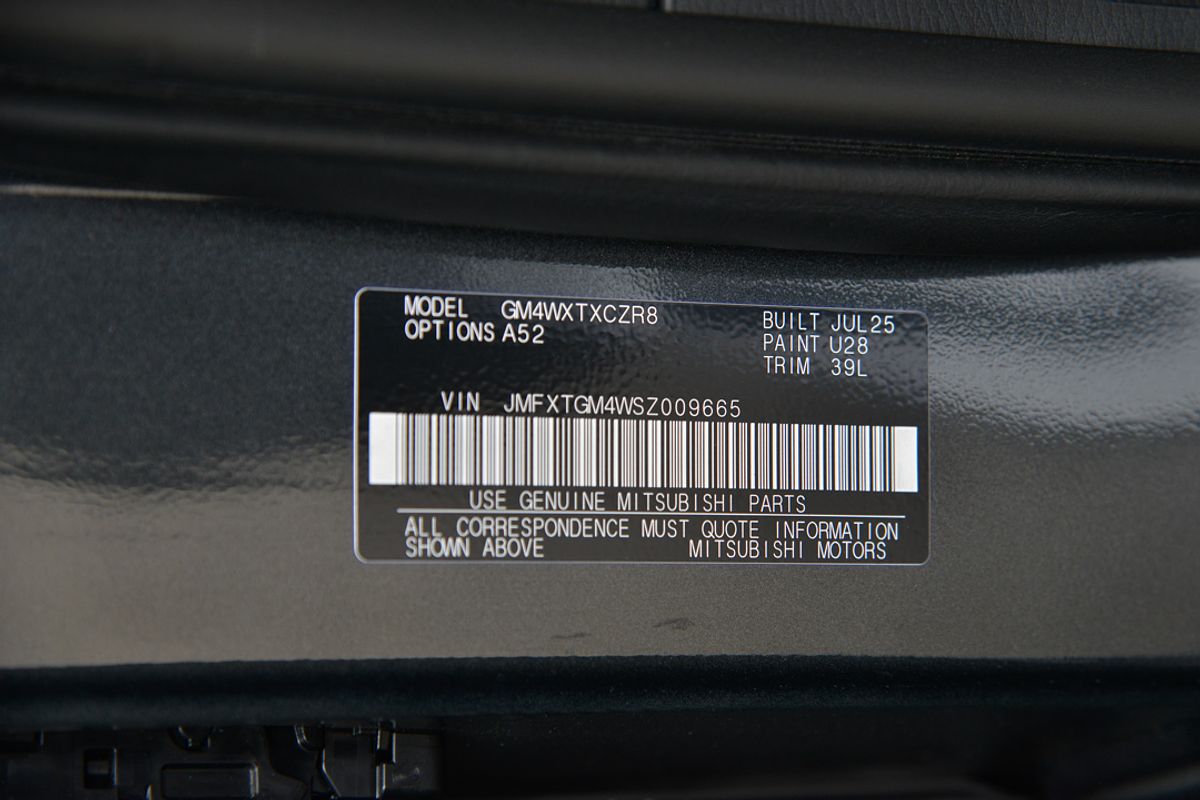 MODEL GM4WXTXCZR8
OPTIONS A52
BUILT JUL25
PAINT U28
TRIM 39L
VIN JMFXTGM4WSZ009665
USE GENUINE MITSUBISHI PARTS
ALL CORRESPONDENCE MUST QUOTE INFORMATION
SHOWN ABOVE MITSUBISHI MOTORS